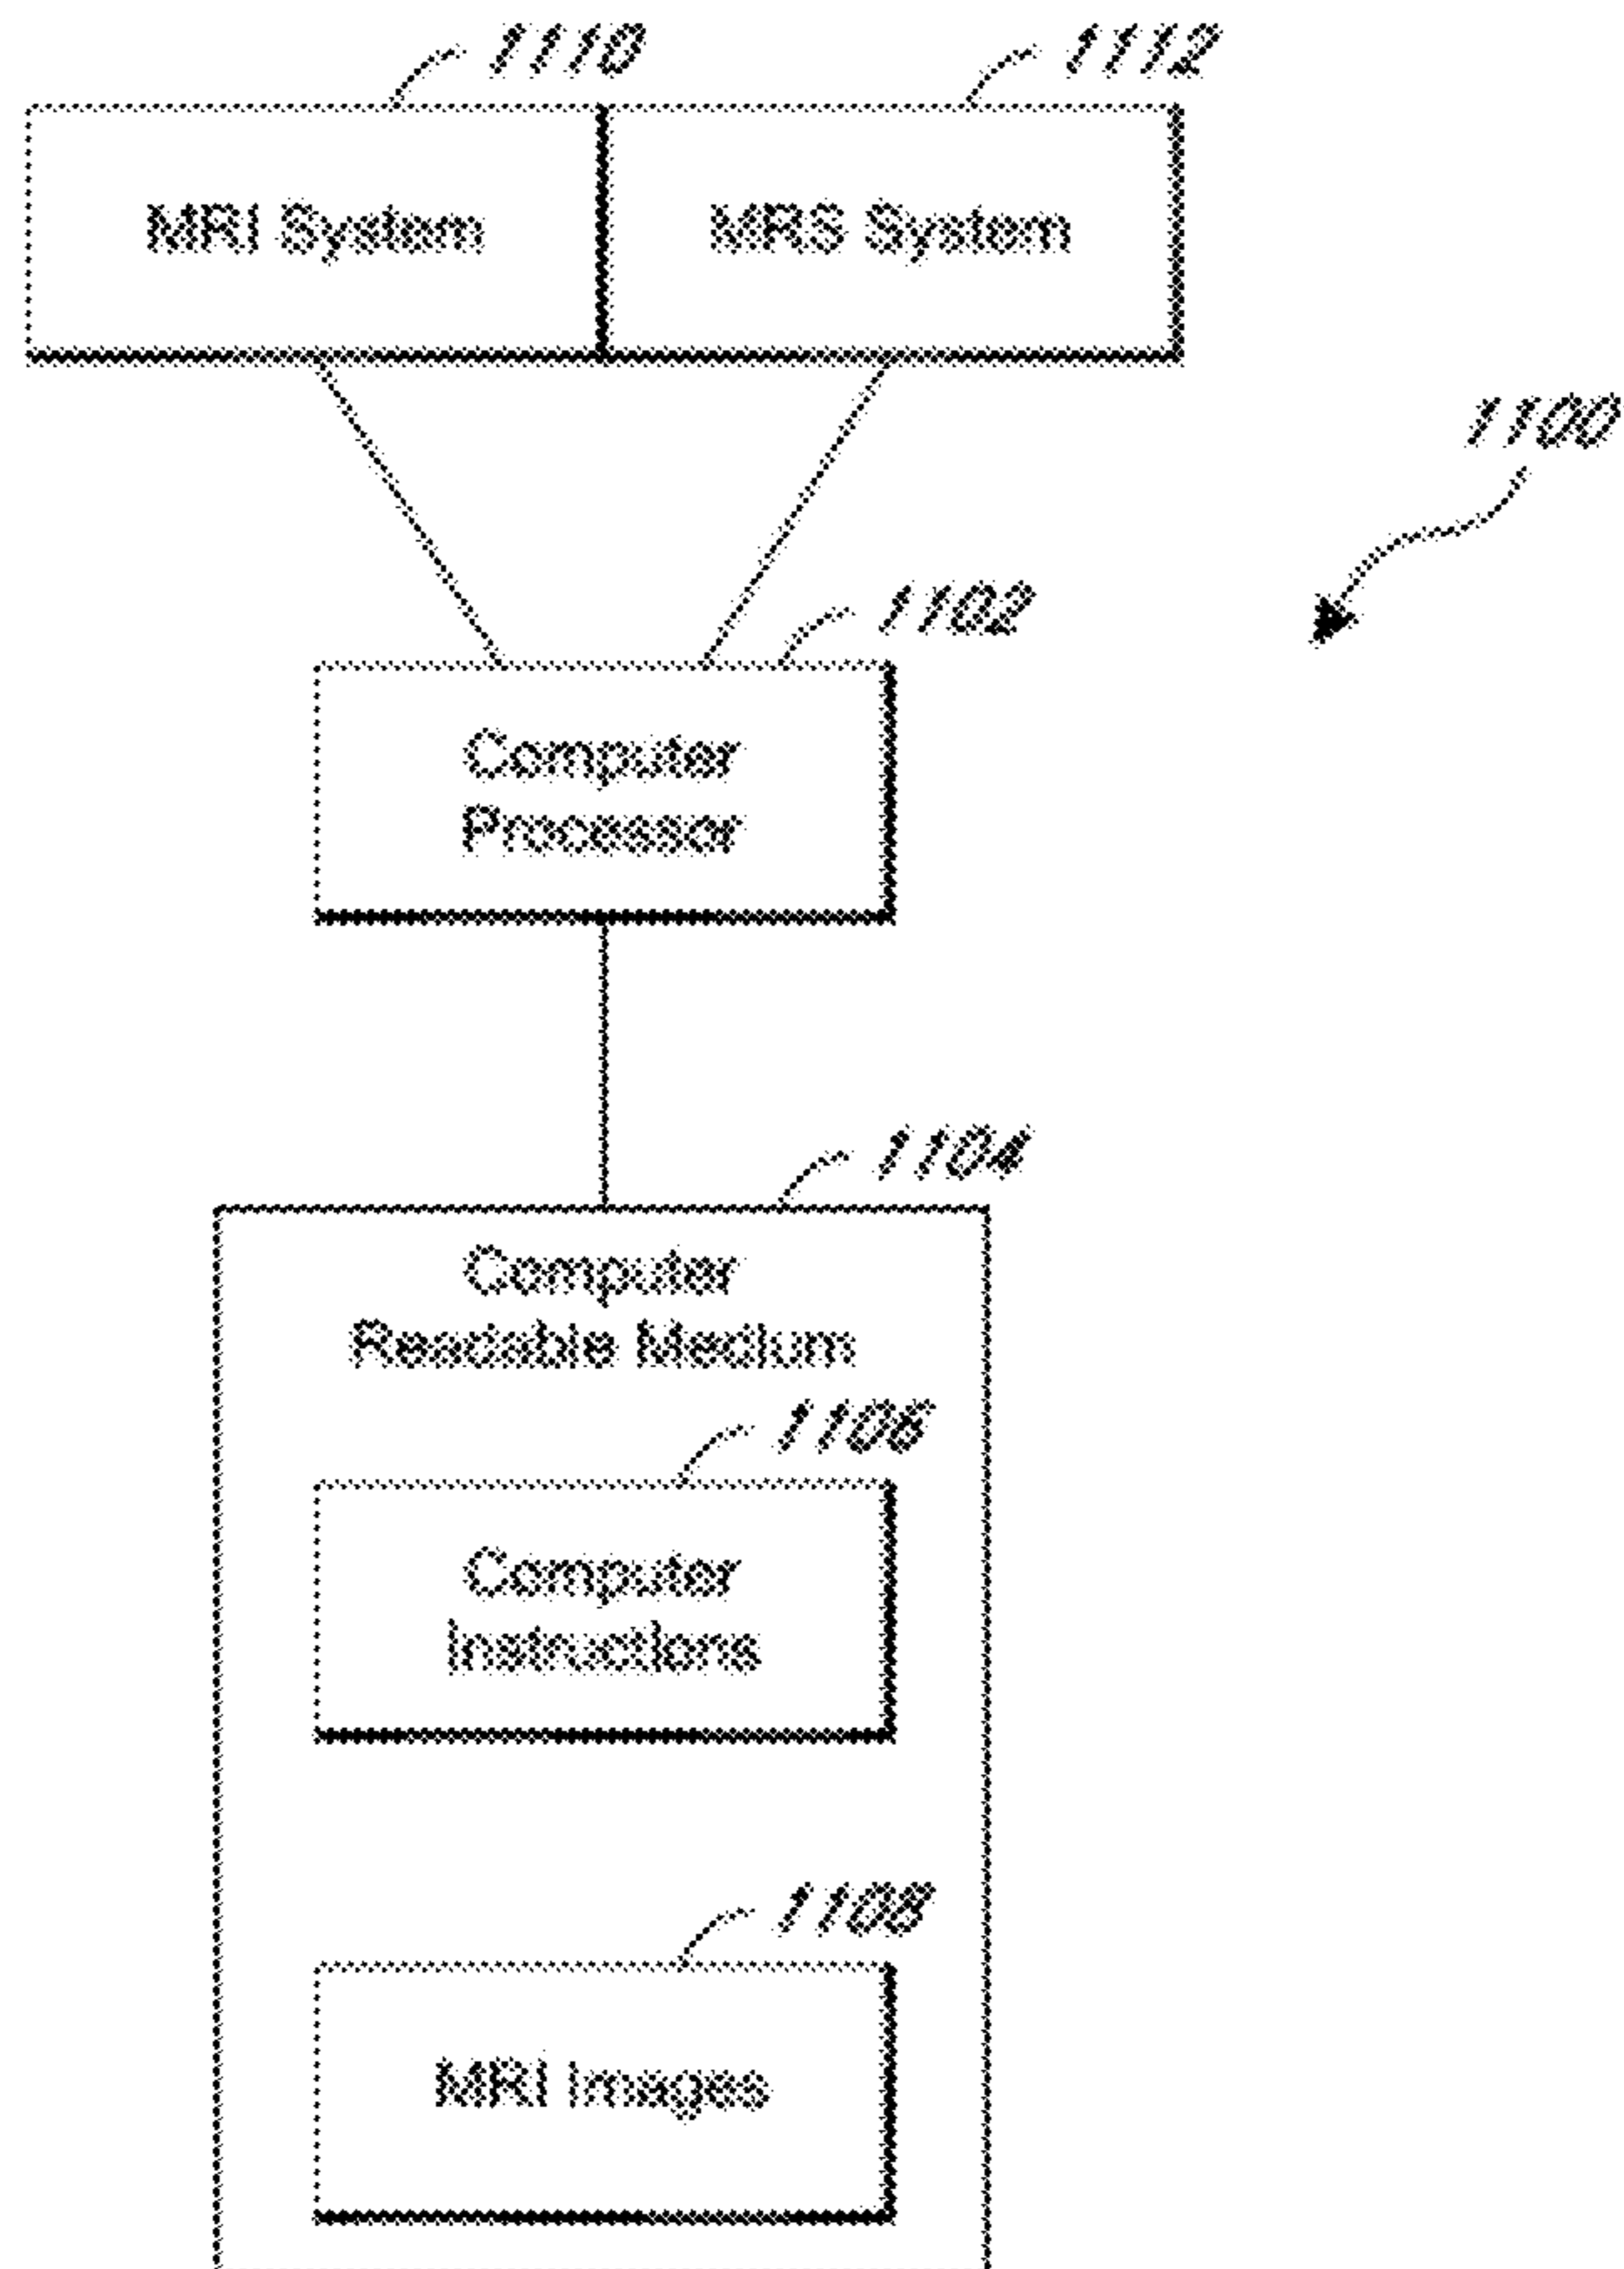 1110
1112
MRI System
MRS System
1100
1102
Computer
Processor
1104
Computer
Readable Medium
1106
Computer
Instructions
1108
MRI Images